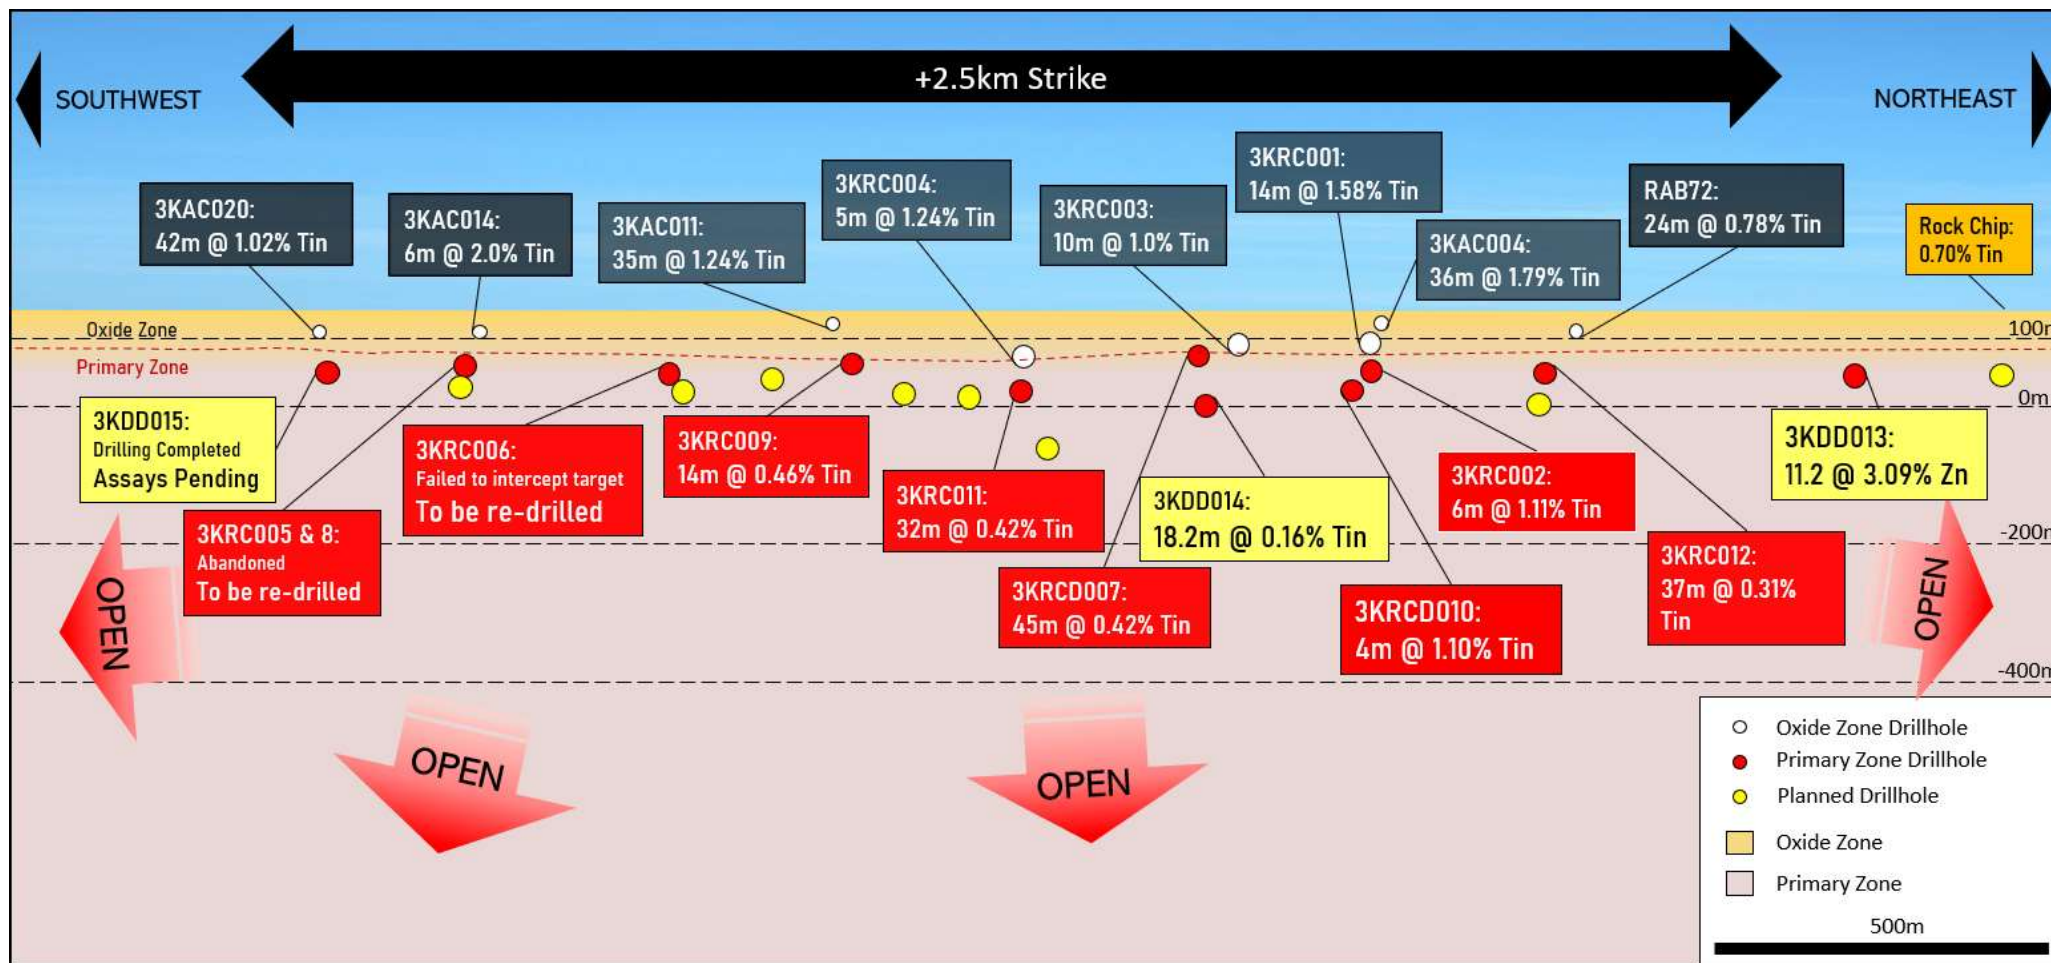 +2.5km Strike
SOUTHWEST
NORTHEAST
3KAC020:
42m @ 1.02% Tin
3KAC014:
6m @ 2.0% Tin
3KAC011:
35m @ 1.24% Tin
3KRC004:
5m @ 1.24% Tin
3KRC003:
10m @ 1.0% Tin
3KRC001:
14m @ 1.58% Tin
3KAC004:
36m @ 1.79% Tin
RAB72:
24m @ 0.78% Tin
Rock Chip:
0.70% Tin
Oxide Zone
100m
Primary Zone
0m
3KDD015:
Drilling Completed
Assays Pending
3KRC005 & 8:
Abandoned
To be re-drilled
3KRC006:
Failed to intercept target
To be re-drilled
3KRC009:
14m @ 0.46% Tin
3KRC011:
32m @ 0.42% Tin
3KRCD007:
45m @ 0.42% Tin
3KDD014:
18.2m @ 0.16% Tin
3KRCD010:
4m @ 1.10% Tin
3KRC002:
6m @ 1.11% Tin
3KRC012:
37m @ 0.31%
Tin
3KDD013:
11.2 @ 3.09% Zn
-200m
-400m
OPEN
OPEN
OPEN
OPEN
Oxide Zone Drillhole
Primary Zone Drillhole
Planned Drillhole
Oxide Zone
Primary Zone
500m